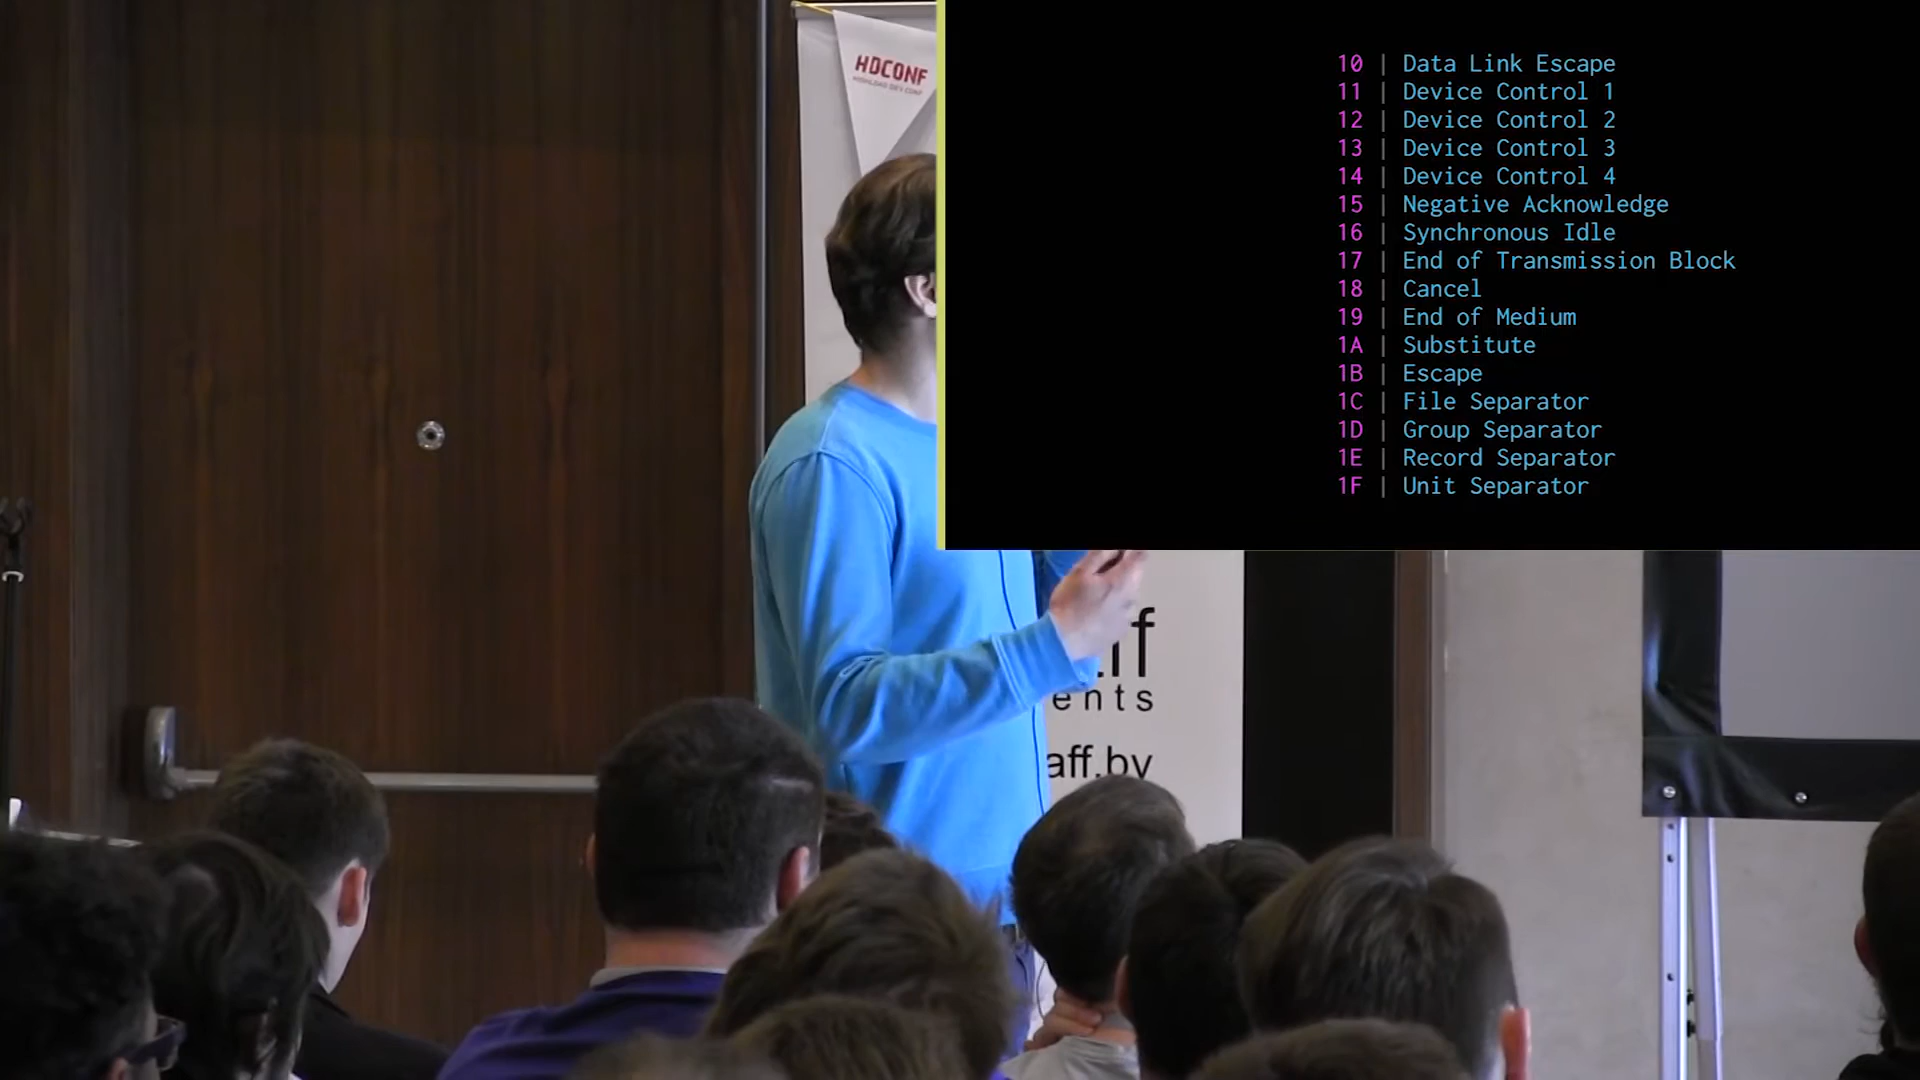 HDCONF
HIGHLOAD DEV CONF
10 | Data Link Escape
11 | Device Control 1
12 | Device Control 2
13 | Device Control 3
14 | Device Control 4
15 | Negative Acknowledge
16 | Synchronous Idle
17 | End of Transmission Block
18 | Cancel
19 | End of Medium
1A | Substitute
1B | Escape
1C | File Separator
1D | Group Separator
1E | Record Separator
1F | Unit Separator
ents
aff.by